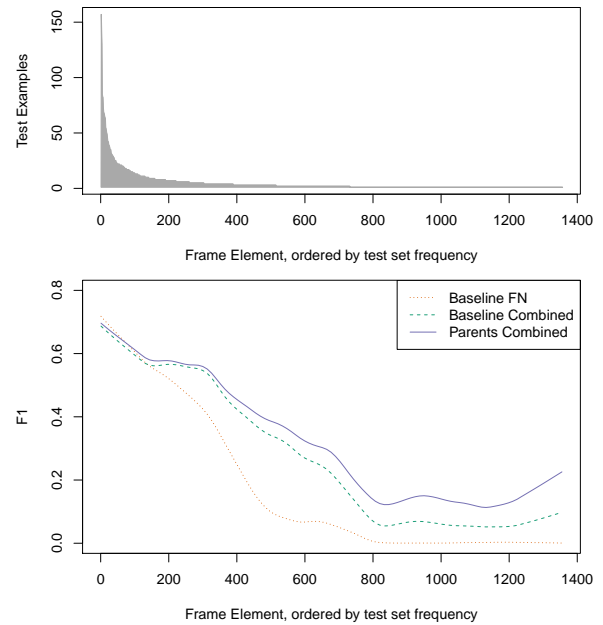 150
100
50
0
Test Examples
0 200 400 600 800 1000 1200 1400
Frame Element, ordered by test set frequency
0.8
0.6
0.4
0.2
0.0
F1
Baseline FN
Baseline Combined
Parents Combined
0 200 400 600 800 1000 1200 1400
Frame Element, ordered by test set frequency